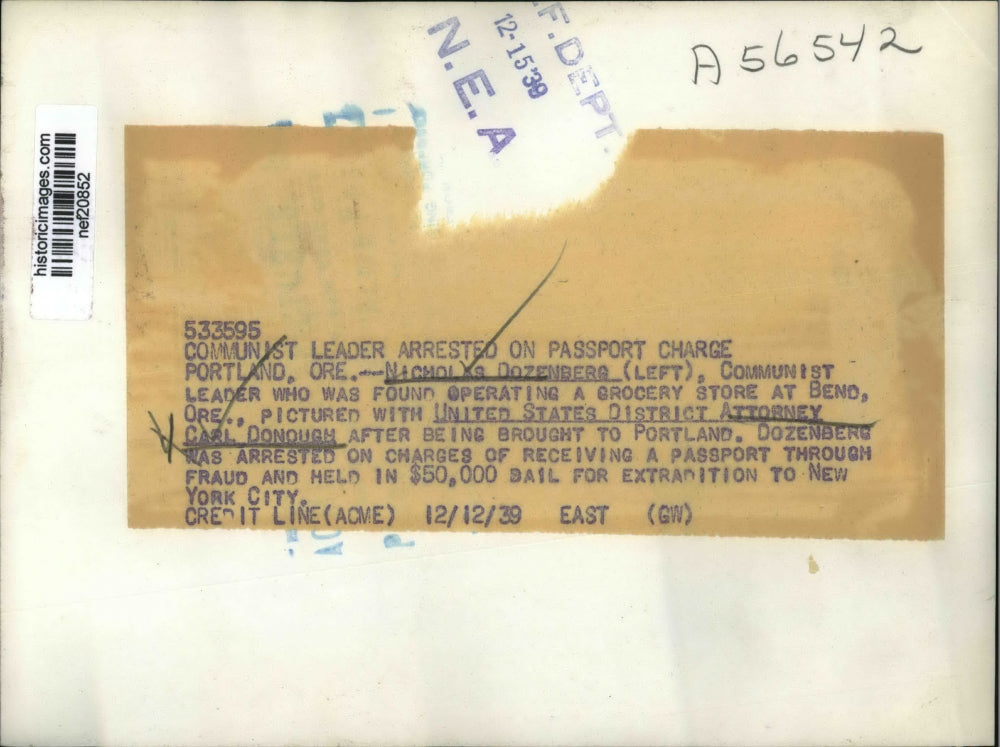 F. DEPT.
12-15'39
N.E.A
A56542
historicimages.com
nef20852
533595
COMMUNIST LEADER ARRESTED ON PASSPORT CHARGE
PORTLAND, ORE.--NICHOLAS DOZENBERG (LEFT), COMMUNIST
LEADER WHO WAS FOUND OPERATING A GROCERY STORE AT BEND,
ORE., PICTURED WITH UNITED STATES DISTRICT ATTORNEY
CARL DONOUGH AFTER BEING BROUGHT TO PORTLAND. DOZENBERG
WAS ARRESTED ON CHARGES OF RECEIVING A PASSPORT THROUGH
FRAUD AND HELD IN $50,000 BAIL FOR EXTRADITION TO NEW
YORK CITY.
CREDIT LINE(ACME) 12/12/39 EAST (GW)